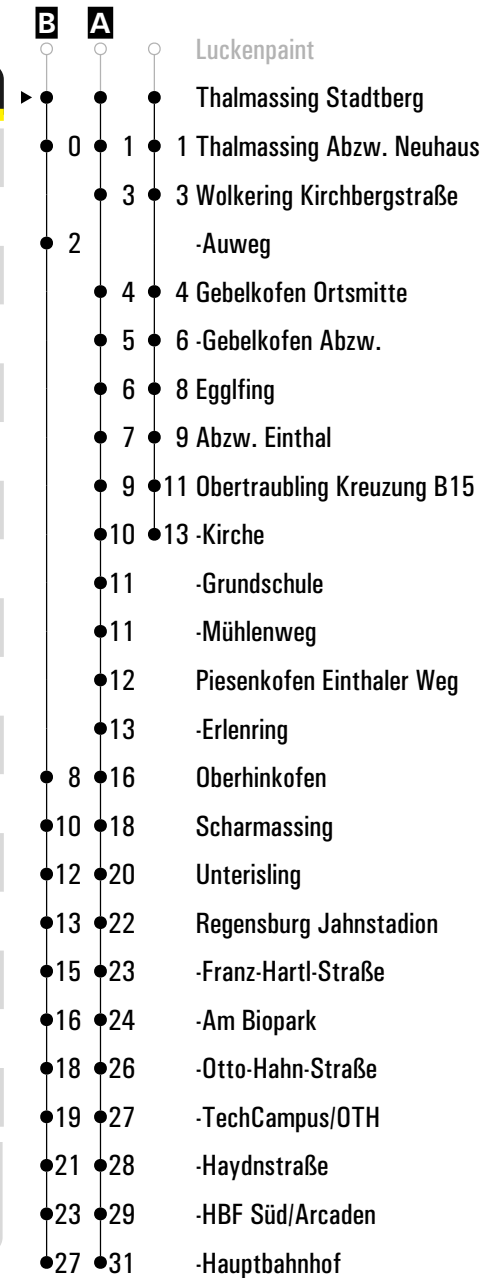 B A
Luckenpaint
Thalmassing Stadtberg
0 1 1 Thalmassing Abzw. Neuhaus
3 3 Wolkering Kirchbergstraße
2 -Auweg
4 4 Gebelkofen Ortsmitte
5 6 -Gebelkofen Abzw.
6 8 Egglfing
7 9 Abzw. Einthal
9 11 Obertraubling Kreuzung B15
10 13 -Kirche
11 -Grundschule
11 -Mühlenweg
12 Piesenkofen Einthaler Weg
13 -Erlenring
8 16 Oberhinkofen
10 18 Scharmassing
12 20 Unterisling
13 22 Regensburg Jahnstadion
15 23 -Franz-Hartl-Straße
16 24 -Am Biopark
18 26 -Otto-Hahn-Straße
19 27 -TechCampus/OTH
21 28 -Haydnstraße
23 29 -HBF Süd/Arcaden
27 31 -Hauptbahnhof